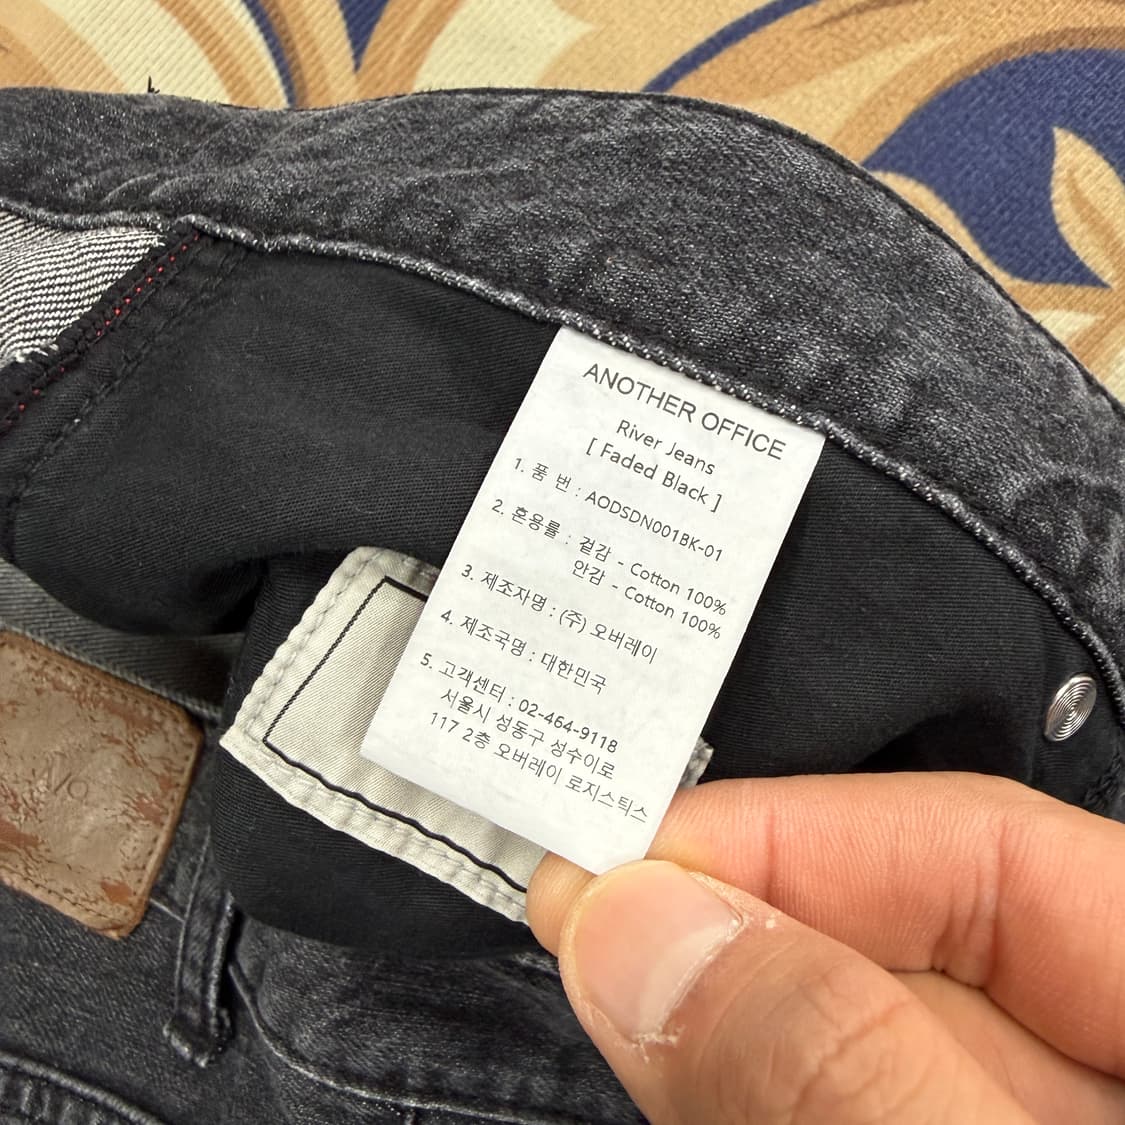 ANOTHER OFFICE
River Jeans
[ Faded Black ]
1. 품 번 : AODSDN001BK-01
2. 혼용률 : 겉감 - Cotton 100%
안감 - Cotton 100%
3. 제조자명 : (주) 오버레이
4. 제조국명 : 대한민국
5. 고객센터 : 02-464-9118
서울시 성동구 성수이로
117 2층 오버레이 로지스틱스
A/O